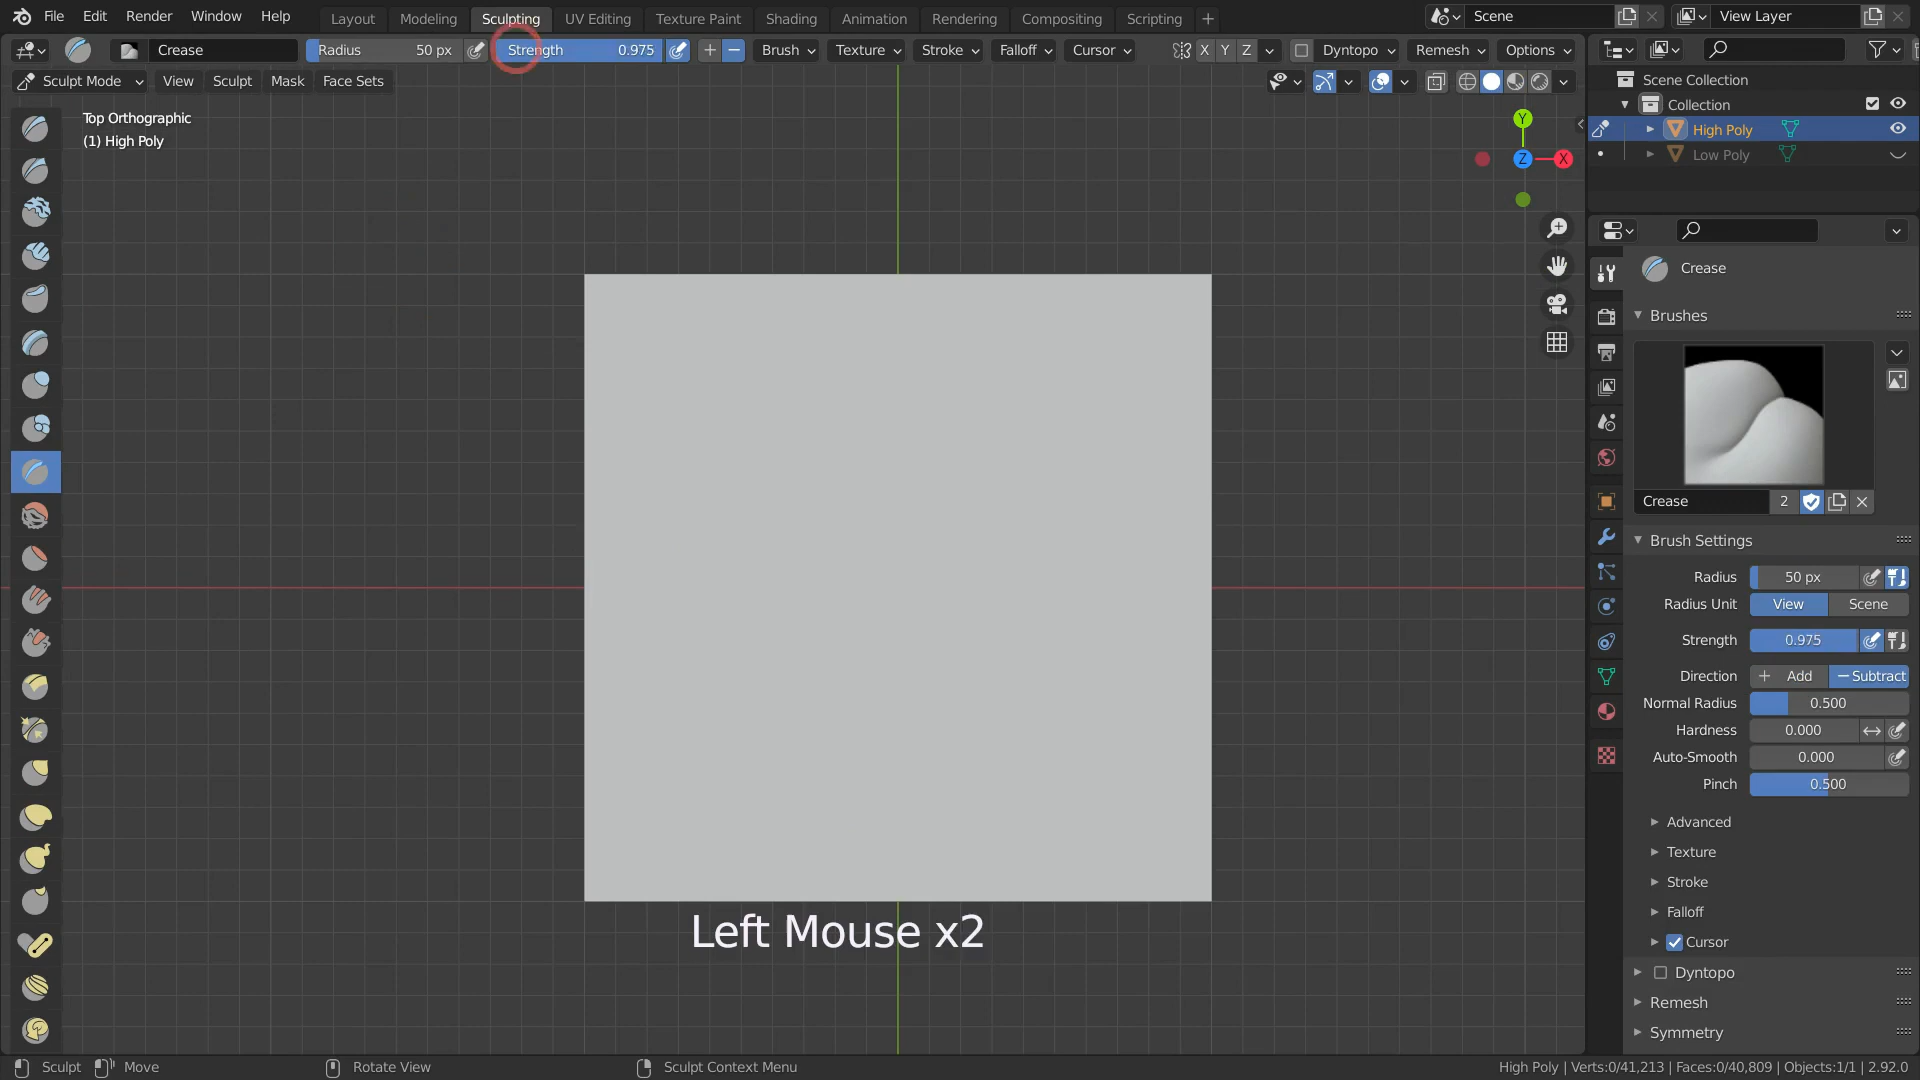 File Edit Render Window Help Layout Modeling Sculpting UV Editing Texture Paint Shading Animation Rendering Compositing Scripting + Scene View Layer
Crease Radius 50 px Strength 0.975 Brush Texture Stroke Falloff Cursor X Y Z Dyntopo Remesh Options
Sculpt Mode View Sculpt Mask Face Sets
Scene Collection
Collection
High Poly
Low Poly
Top Orthographic
(1) High Poly
Y
Z X
Crease
Brushes
Crease 2
Brush Settings
Radius 50 px
Radius Unit View Scene
Strength 0.975
Direction + Add − Subtract
Normal Radius 0.500
Hardness 0.000
Auto-Smooth 0.000
Pinch 0.500
Advanced
Texture
Stroke
Falloff
Cursor
Dyntopo
Remesh
Symmetry
Left Mouse x2
Sculpt Move Rotate View Sculpt Context Menu High Poly | Verts:0/41,213 | Faces:0/40,809 | Objects:1/1 | 2.92.0